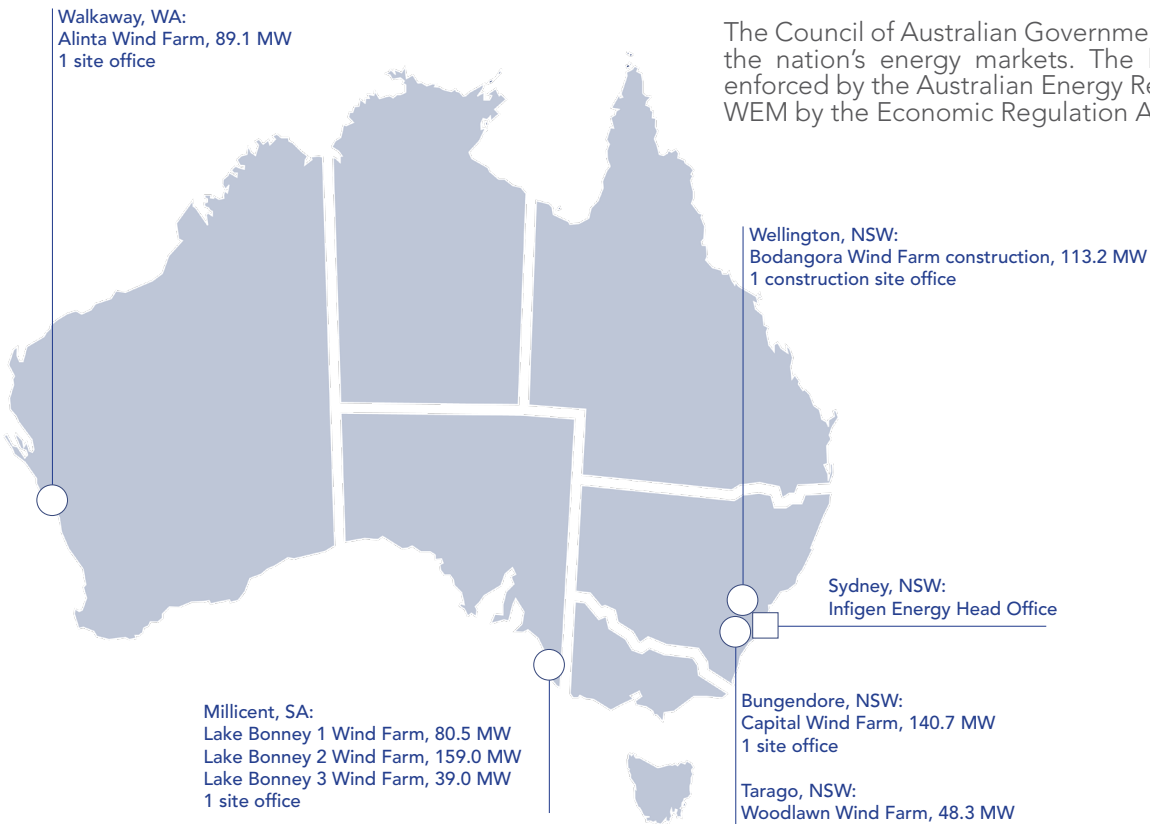 Walkaway, WA:
Alinta Wind Farm, 89.1 MW
1 site office
The Council of Australian Governme
the nation's energy markets. The
enforced by the Australian Energy Re
WEM by the Economic Regulation A
Wellington, NSW:
Bodangora Wind Farm construction, 113.2 MW
1 construction site office
Sydney, NSW:
Infigen Energy Head Office
Millicent, SA:
Lake Bonney 1 Wind Farm, 80.5 MW
Lake Bonney 2 Wind Farm, 159.0 MW
Lake Bonney 3 Wind Farm, 39.0 MW
1 site office
Bungendore, NSW:
Capital Wind Farm, 140.7 MW
1 site office
Tarago, NSW:
Woodlawn Wind Farm, 48.3 MW